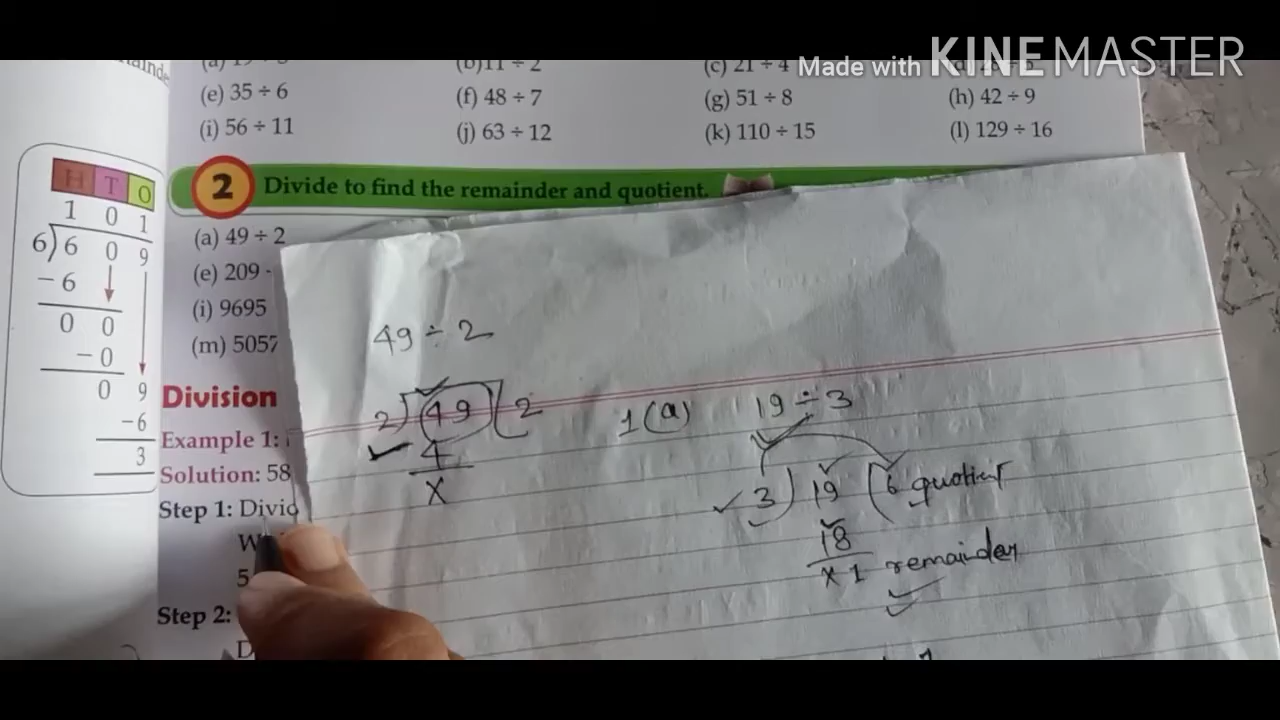 Made with KINEMASTER
(c) 21 ÷ 4
(e) 35 ÷ 6 (f) 48 ÷ 7 (g) 51 ÷ 8 (h) 42 ÷ 9
(i) 56 ÷ 11 (j) 63 ÷ 12 (k) 110 ÷ 15 (l) 129 ÷ 16
2 Divide to find the remainder and quotient.
(a) 49 ÷ 2
(e) 209
(i) 9695
(m) 5057
Division
Example 1:
Solution: 58
Step 1:
Step 2:
H T O
1 0 1
6)6 0 9
-6
0 0
-0
0 9
-6
3
49 ÷ 2
2)49(2
4
x
1(a) 19 ÷ 3
3)19(6 quotient
18
x1 remainder